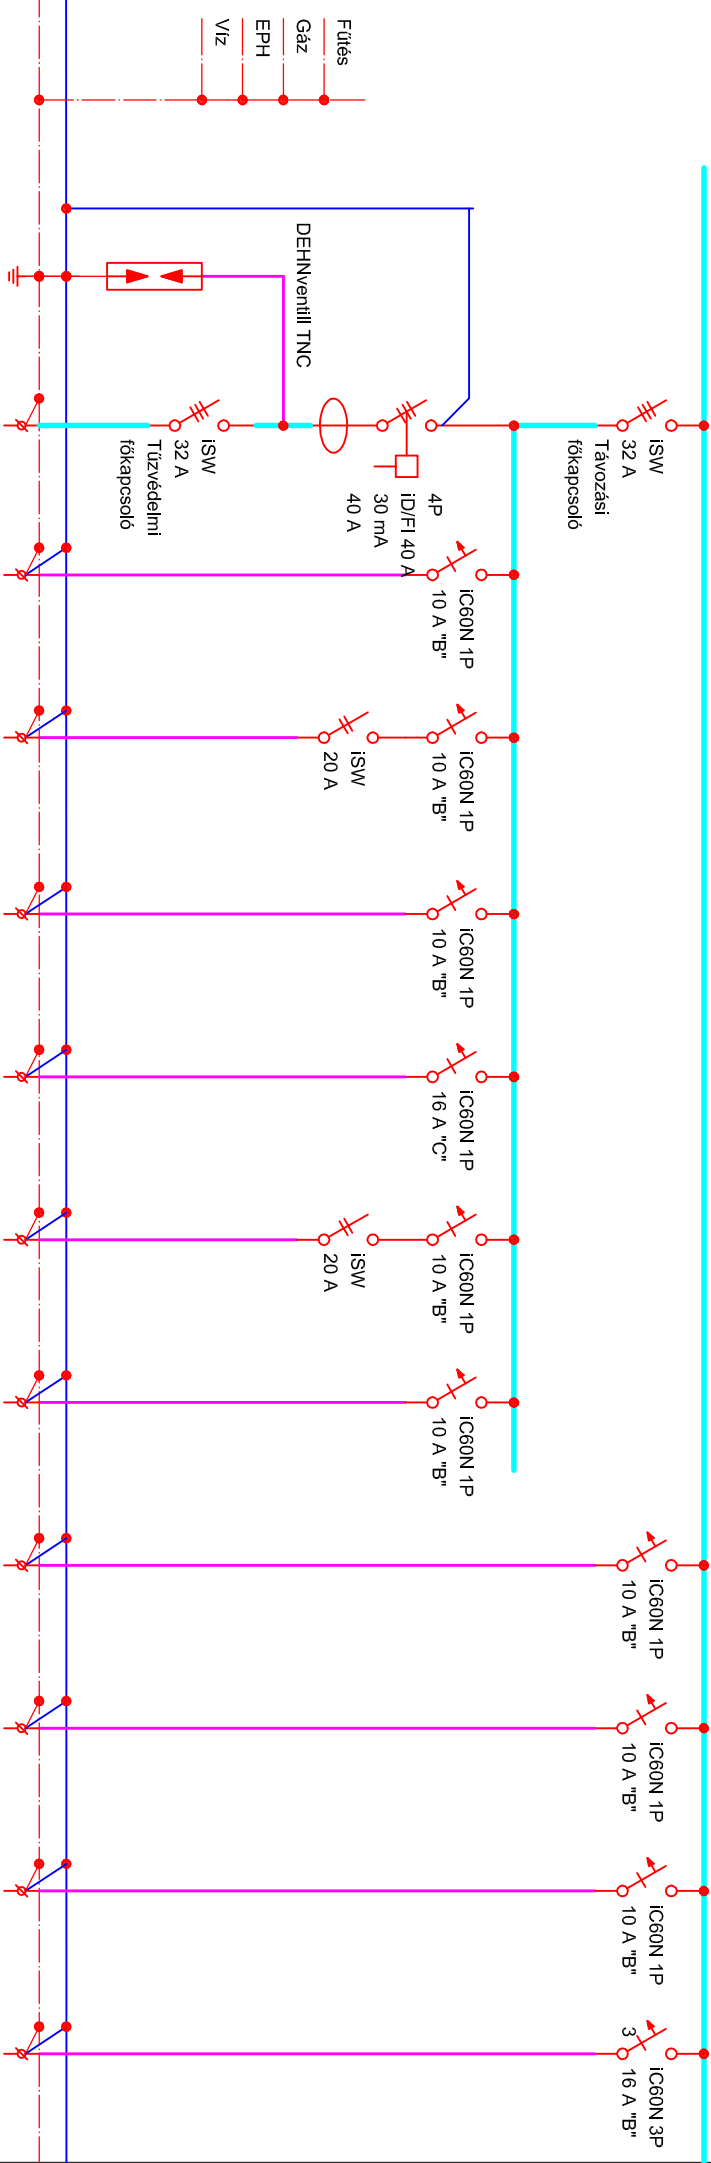 Fűtés
Gáz
EPH
Víz
DEHNventill TNC
iSW
32 A
Tűzvédelmi
főkapcsoló
4P
iD/FI 40 A
30 mA
40 A
iSW
32 A
Távozási
főkapcsoló
iC60N 1P
10 A "B"
iC60N 1P
10 A "B"
iSW
20 A
iC60N 1P
10 A "B"
iC60N 1P
16 A "C"
iC60N 1P
10 A "B"
iSW
20 A
iC60N 1P
10 A "B"
iC60N 1P
10 A "B"
iC60N 1P
10 A "B"
iC60N 1P
10 A "B"
3
iC60N 3P
16 A "B"